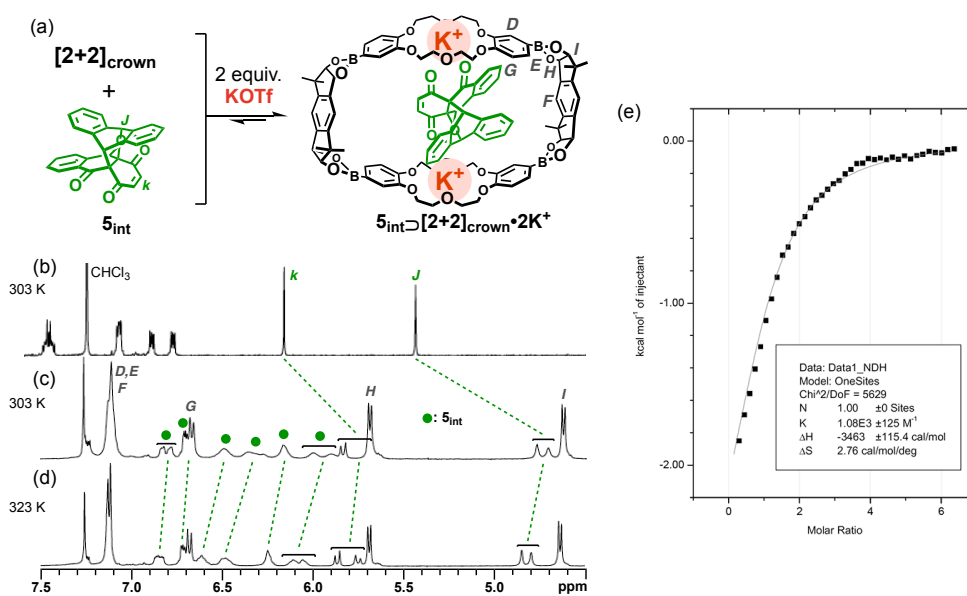 (a)
[2+2]crown
+
J
O
O
O
O
k
5int
2 equiv.
KOTf
K+
K+
D
E
B
I
H
G
F
5int⊃[2+2]crown•2K+
(b)
303 K
CHCl3
k
J
(c)
303 K
D,E
F
G
H
I
●: 5int
(d)
323 K
7.5 7.0 6.5 6.0 5.5 5.0 ppm
(e)
0.00
-1.00
-2.00
kcal mol-1 of injectant
0 2 4 6
Molar Ratio
Data: Data1_NDH
Model: OneSites
Chi^2/DoF = 5629
N 1.00 ±0 Sites
K 1.08E3 ±125 M-1
ΔH -3463 ±115.4 cal/mol
ΔS 2.76 cal/mol/deg